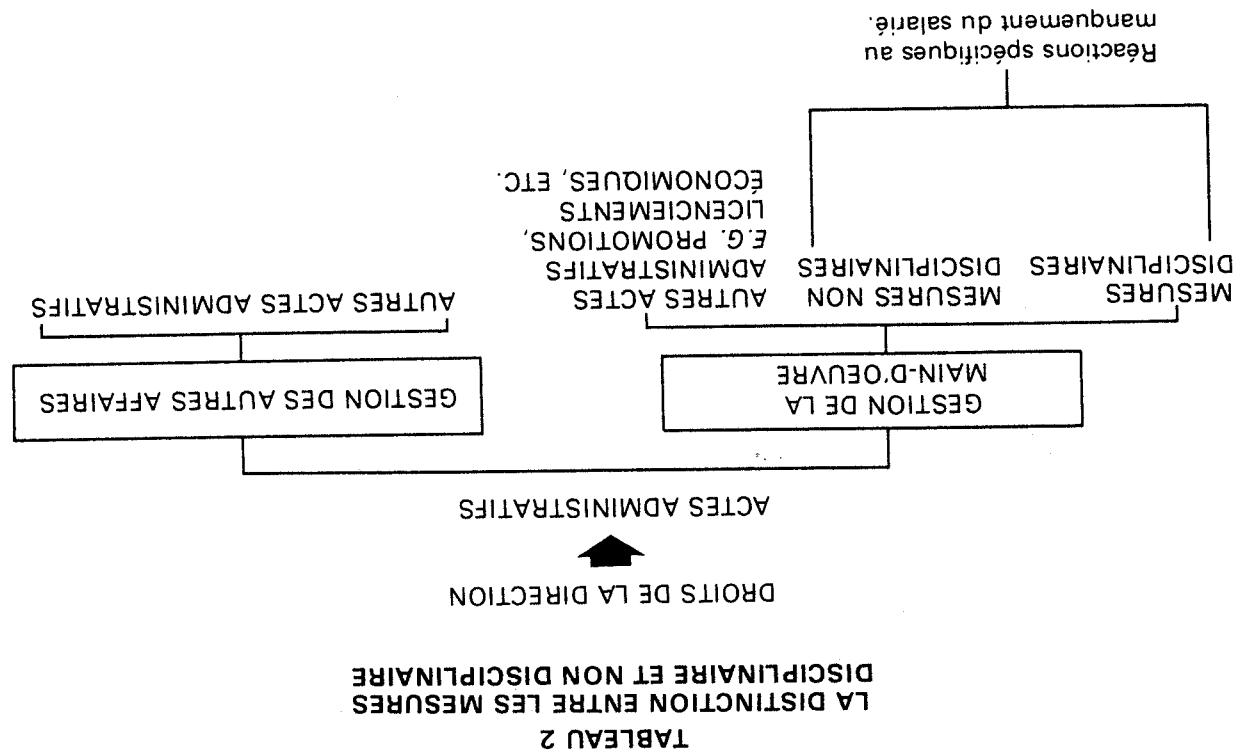 TABLEAU 2
LA DISTINCTION ENTRE LES MESURES
DISCIPLINAIRE ET NON DISCIPLINAIRE
DROITS DE LA DIRECTION
ACTES ADMINISTRATIFS
GESTION DE LA
MAIN-D'OEUVRE
GESTION DES AUTRES AFFAIRES
MESURES
DISCIPLINAIRES
MESURES NON
DISCIPLINAIRES
AUTRES ACTES
ADMINISTRATIFS
E.G. PROMOTIONS,
LICENCIEMENTS
ÉCONOMIQUES, ETC.
AUTRES ACTES ADMINISTRATIFS
Réactions spécifiques au
manquement du salarié.